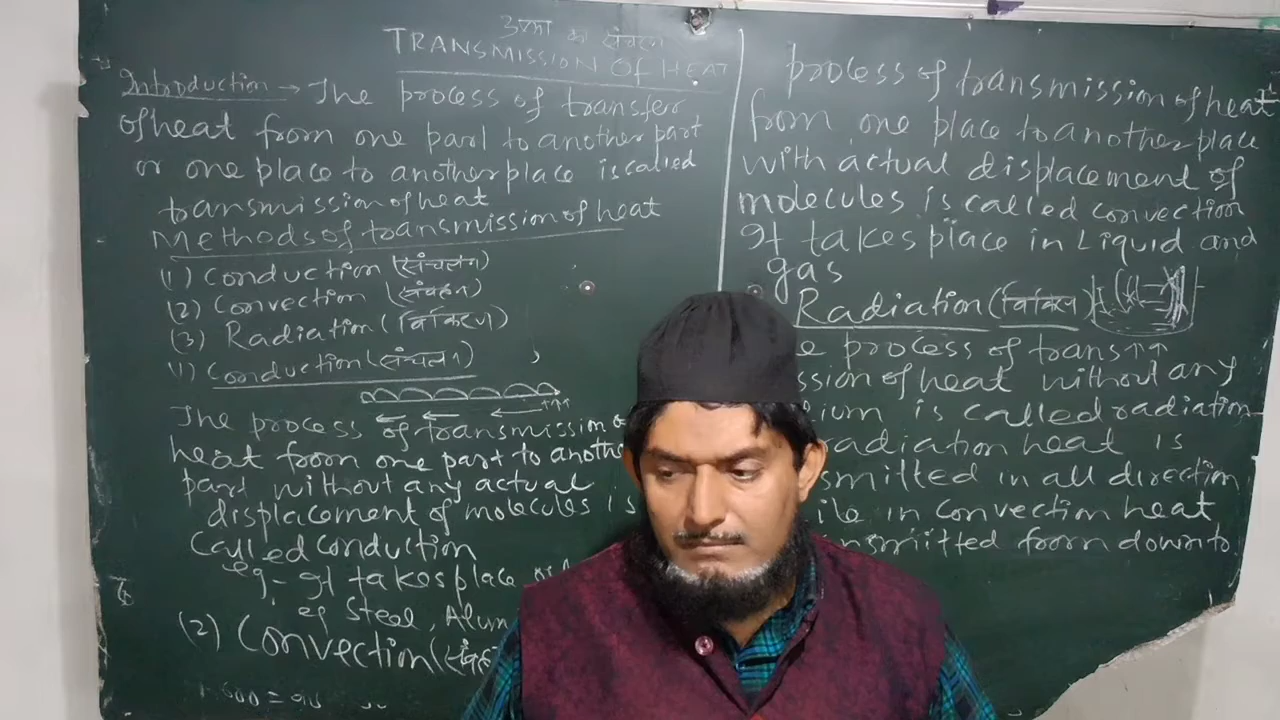 ऊष्मा का संचरण
TRANSMISSION OF HEAT
Introduction → The process of transfer
of heat from one part to another part
or one place to another place is called
transmission of heat
Methods of transmission of heat
(1) Conduction (संचलन)
(2) Convection (संवहन)
(3) Radiation (विकिरण)
(1) Conduction (संचलन)
The process of transmission
heat from one part to anothe
part without any actual
displacement of molecules is
called conduction
eg- It takes place
eg Steel, Alum
(2) Convection (संवह
process of transmission of heat
from one place to another place
with actual displacement of
molecules is called convection
It takes place in Liquid and
gas
Radiation (विकिरण)
e process of trans
ssion of heat without any
ium is called radiation
radiation heat is
smitted in all direction
ile in convection heat
nsmitted from down to